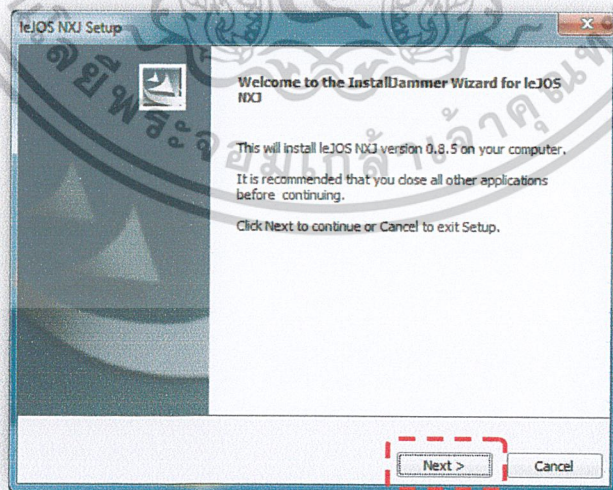 leJOS NXJ Setup
Welcome to the InstallJammer Wizard for leJOS
NXJ
This will install leJOS NXJ version 0.8.5 on your computer.
It is recommended that you close all other applications
before continuing.
Click Next to continue or Cancel to exit Setup.
Next >
Cancel